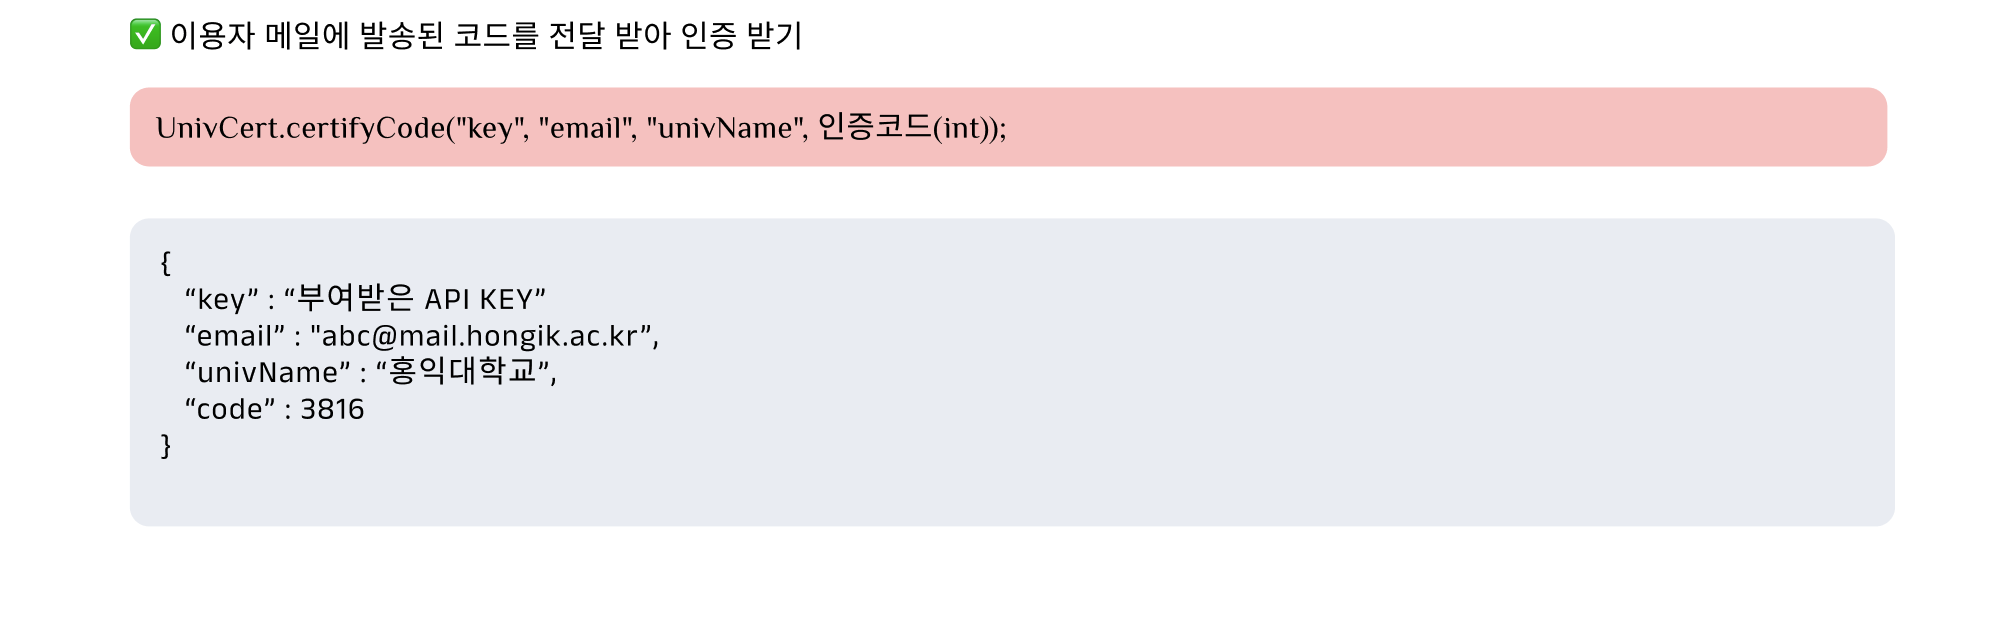 ✅ 이용자 메일에 발송된 코드를 전달 받아 인증 받기
UnivCert.certifyCode("key", "email", "univName", 인증코드(int));
{
“key” : “부여받은 API KEY”
“email” : "abc@mail.hongik.ac.kr”,
“univName” : “홍익대학교”,
“code” : 3816
}